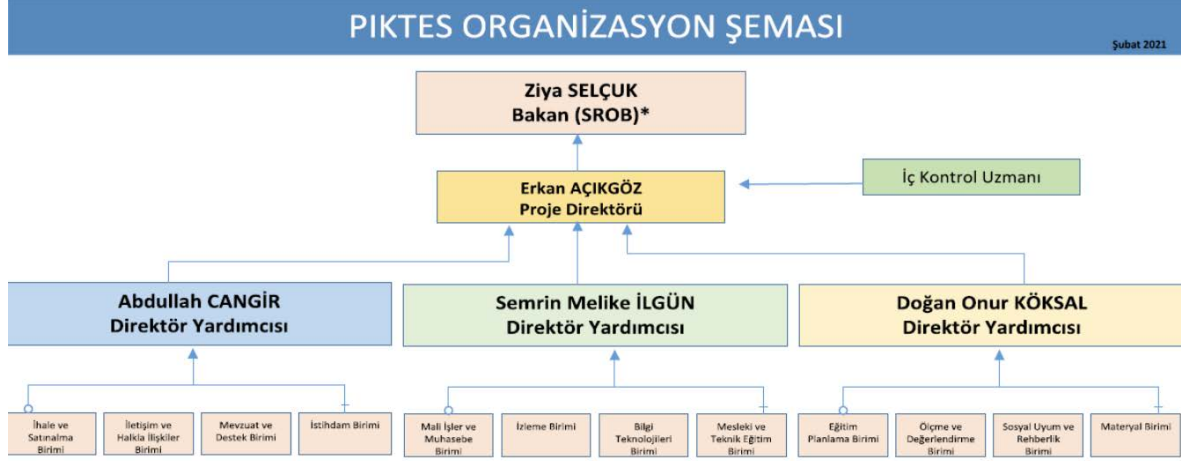 PIKTES ORGANİZASYON ŞEMASI
Şubat 2021
Ziya SELÇUK
Bakan (SROB)*
Erkan AÇIKGÖZ
Proje Direktörü
İç Kontrol Uzmanı
Abdullah CANGİR
Direktör Yardımcısı
Semrin Melike İLGÜN
Direktör Yardımcısı
Doğan Onur KÖKSAL
Direktör Yardımcısı
İhale ve
Satınalma
Birimi
İletişim ve
Halkla İlişkiler
Birimi
Mevzuat ve
Destek Birimi
İstihdam Birimi
Mali İşler ve
Muhasebe
Birimi
İzleme Birimi
Bilgi
Teknolojileri
Birimi
Mesleki ve
Teknik Eğitim
Birimi
Eğitim
Planlama Birimi
Ölçme ve
Değerlendirme
Birimi
Sosyal Uyum ve
Rehberlik
Birimi
Materyal Birimi